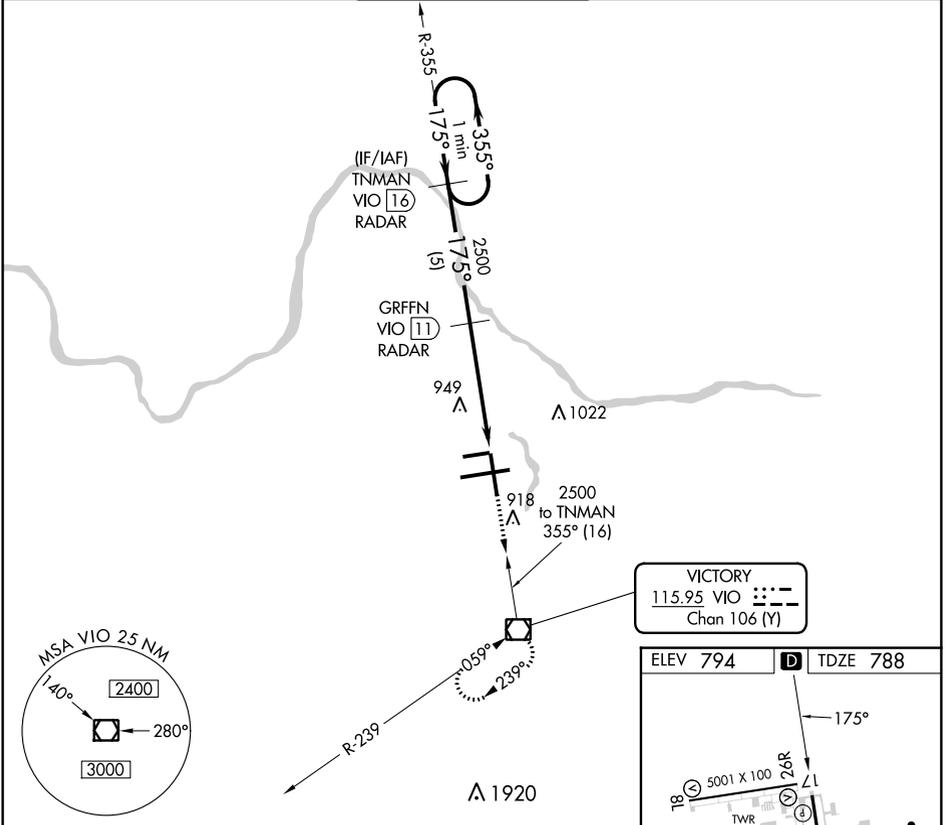 R-355
175°
1 min
355°
(IF/IAF)
TNMAN
VIO 16
RADAR
2500
175°
(5)
GRFFN
VIO 11
RADAR
949
1022
918
2500
to TNMAN
355° (16)
VICTORY
115.95 VIO
Chan 106 (Y)
059°
239°
R-239
MSA VIO 25 NM
140°
2400
280°
3000
1920
ELEV 794
D
TDZE 788
175°
5001 X 100
26R
17
8L
V
A
P
TWR